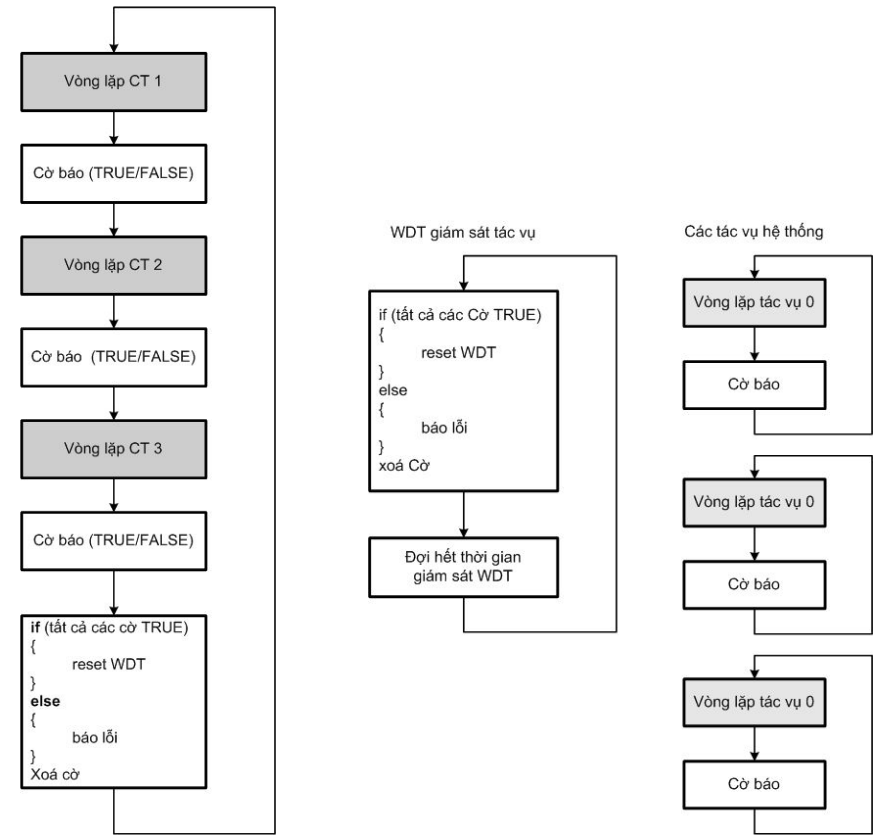 Vòng lặp CT 1
Cờ báo (TRUE/FALSE)
Vòng lặp CT 2
Cờ báo (TRUE/FALSE)
Vòng lặp CT 3
Cờ báo (TRUE/FALSE)
if (tất cả các cờ TRUE)
{
reset WDT
}
else
{
báo lỗi
}
Xoá cờ
WDT giám sát tác vụ
if (tất cả các Cờ TRUE)
{
reset WDT
}
else
{
báo lỗi
}
xoá Cờ
Đợi hết thời gian
giám sát WDT
Các tác vụ hệ thống
Vòng lặp tác vụ 0
Cờ báo
Vòng lặp tác vụ 0
Cờ báo
Vòng lặp tác vụ 0
Cờ báo